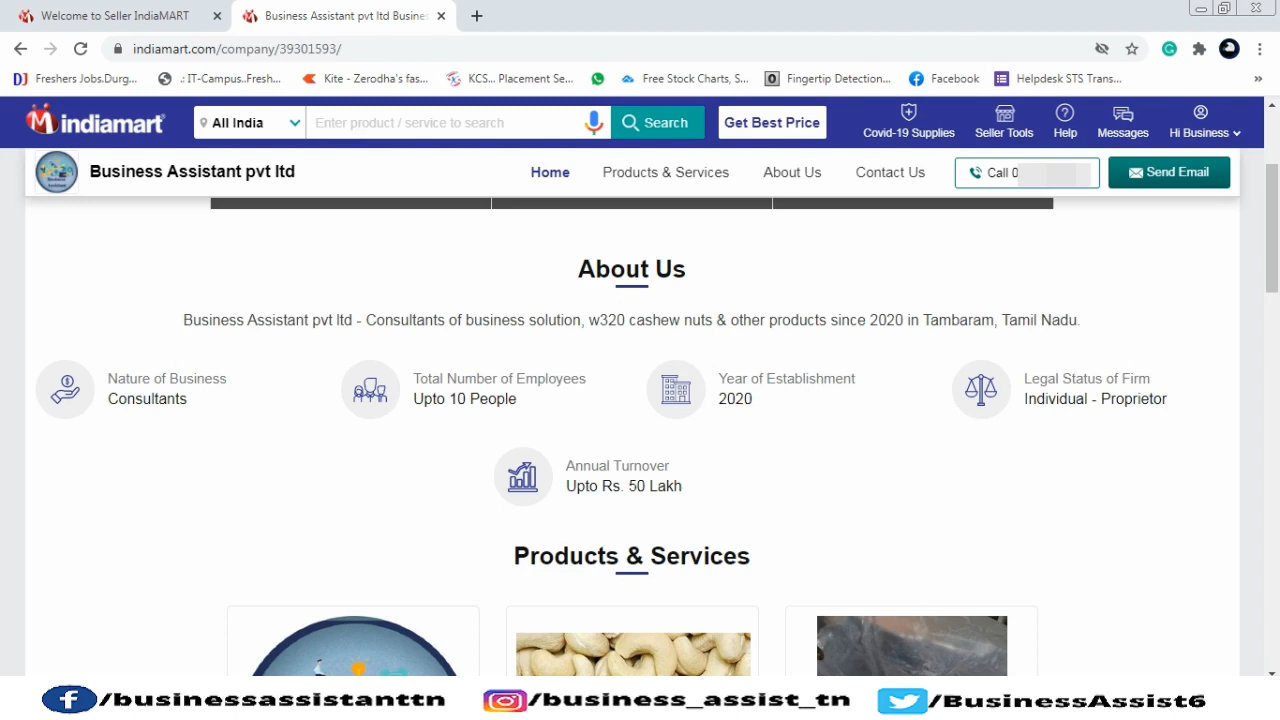 Welcome to Seller IndiaMART
Business Assistant pvt ltd Busines
indiamart.com/company/39301593/
Freshers Jobs.Durg...
.: IT-Campus..Fresh...
Kite - Zerodha's fas...
KCS... Placement Se...
Free Stock Charts, S...
Fingertip Detection...
Facebook
Helpdesk STS Trans...
»
indiamart
All India
Enter product / service to search
Search
Get Best Price
Covid-19 Supplies
Seller Tools
Help
Messages
Hi Business
Business Assistant pvt ltd
Home
Products & Services
About Us
Contact Us
Call 0
Send Email
About Us
Business Assistant pvt ltd - Consultants of business solution, w320 cashew nuts & other products since 2020 in Tambaram, Tamil Nadu.
Nature of Business
Consultants
Total Number of Employees
Upto 10 People
Year of Establishment
2020
Legal Status of Firm
Individual - Proprietor
Annual Turnover
Upto Rs. 50 Lakh
Products & Services
/businessassistanttn
/business_assist_tn
/BusinessAssist6